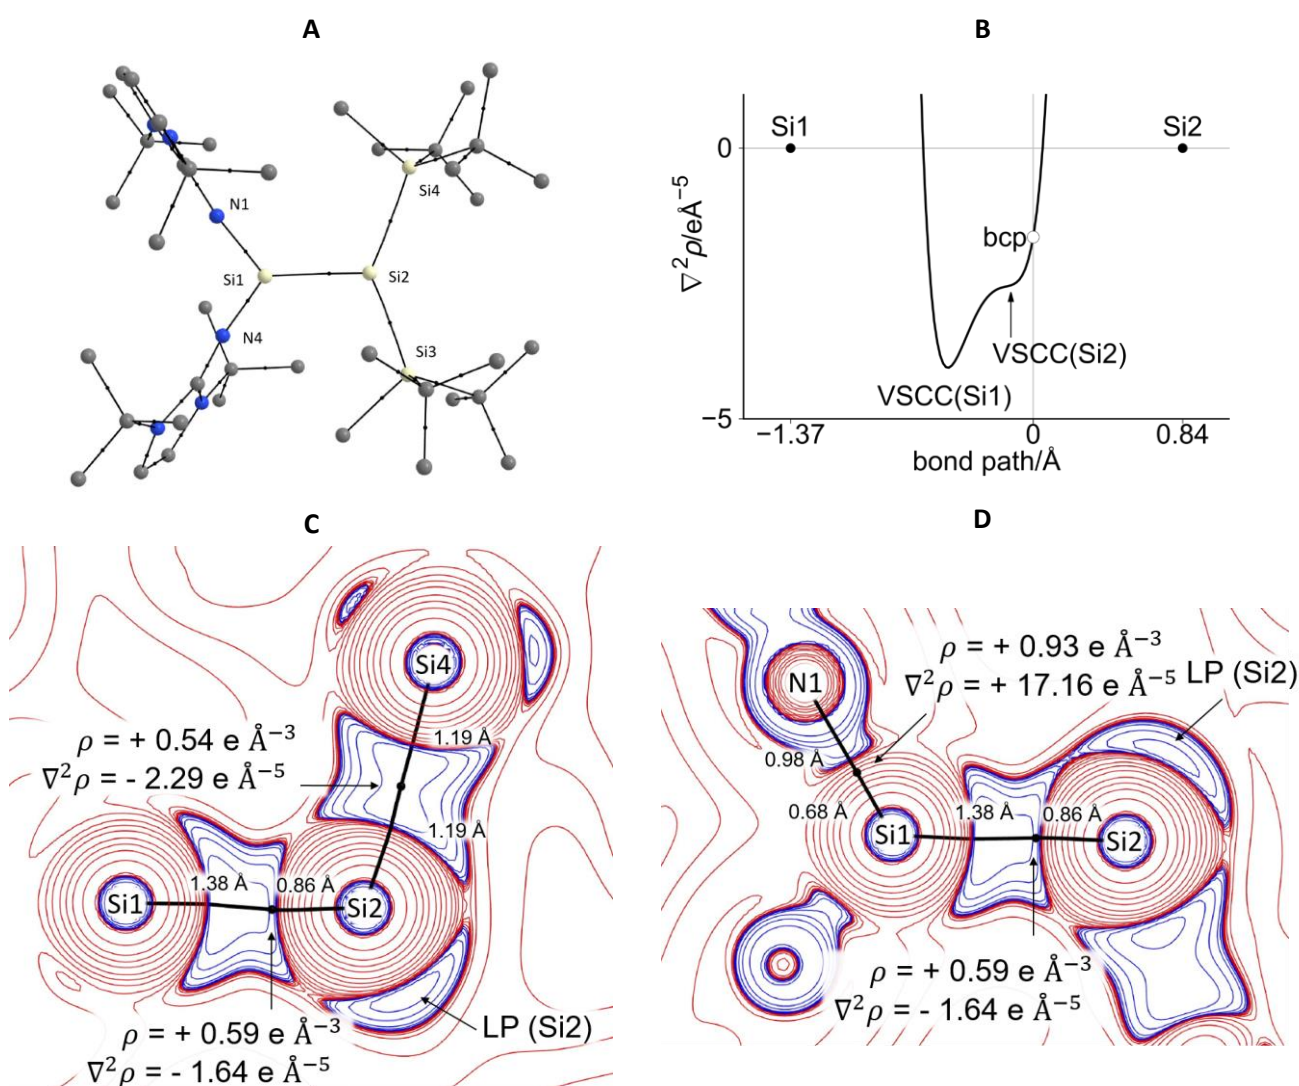 A
N1
Si1
N4
Si4
Si2
Si3
B
Si1
Si2
0
bcp
VSCC(Si2)
VSCC(Si1)
−5
−1.37
0
0.84
∇²ρ/eÅ⁻⁵
bond path/Å
C
Si4
ρ = + 0.54 e Å⁻³
∇²ρ = - 2.29 e Å⁻⁵
1.19 Å
1.19 Å
1.38 Å
0.86 Å
Si1
Si2
LP (Si2)
ρ = + 0.59 e Å⁻³
∇²ρ = - 1.64 e Å⁻⁵
D
ρ = + 0.93 e Å⁻³
∇²ρ = + 17.16 e Å⁻⁵
LP (Si2)
N1
0.98 Å
0.68 Å
1.38 Å
0.86 Å
Si1
Si2
ρ = + 0.59 e Å⁻³
∇²ρ = - 1.64 e Å⁻⁵